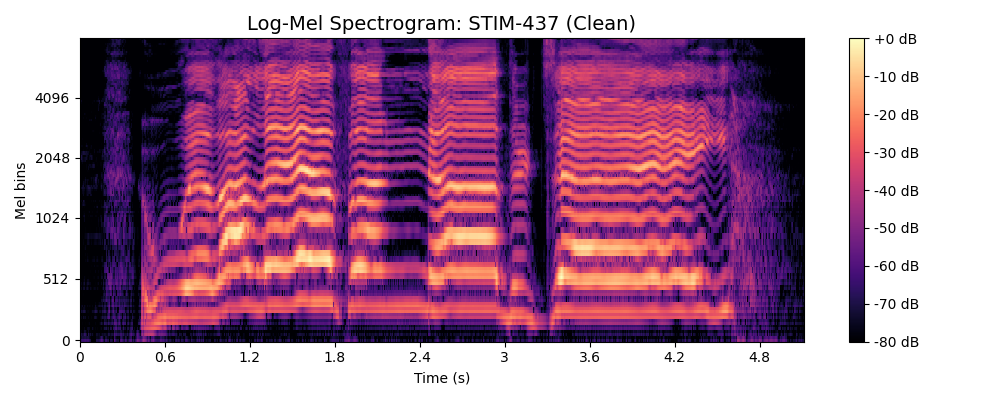 Log-Mel Spectrogram: STIM-437 (Clean)
+0 dB
-10 dB
-20 dB
-30 dB
-40 dB
-50 dB
-60 dB
-70 dB
-80 dB
Mel bins
4096
2048
1024
512
0
0 0.6 1.2 1.8 2.4 3 3.6 4.2 4.8
Time (s)